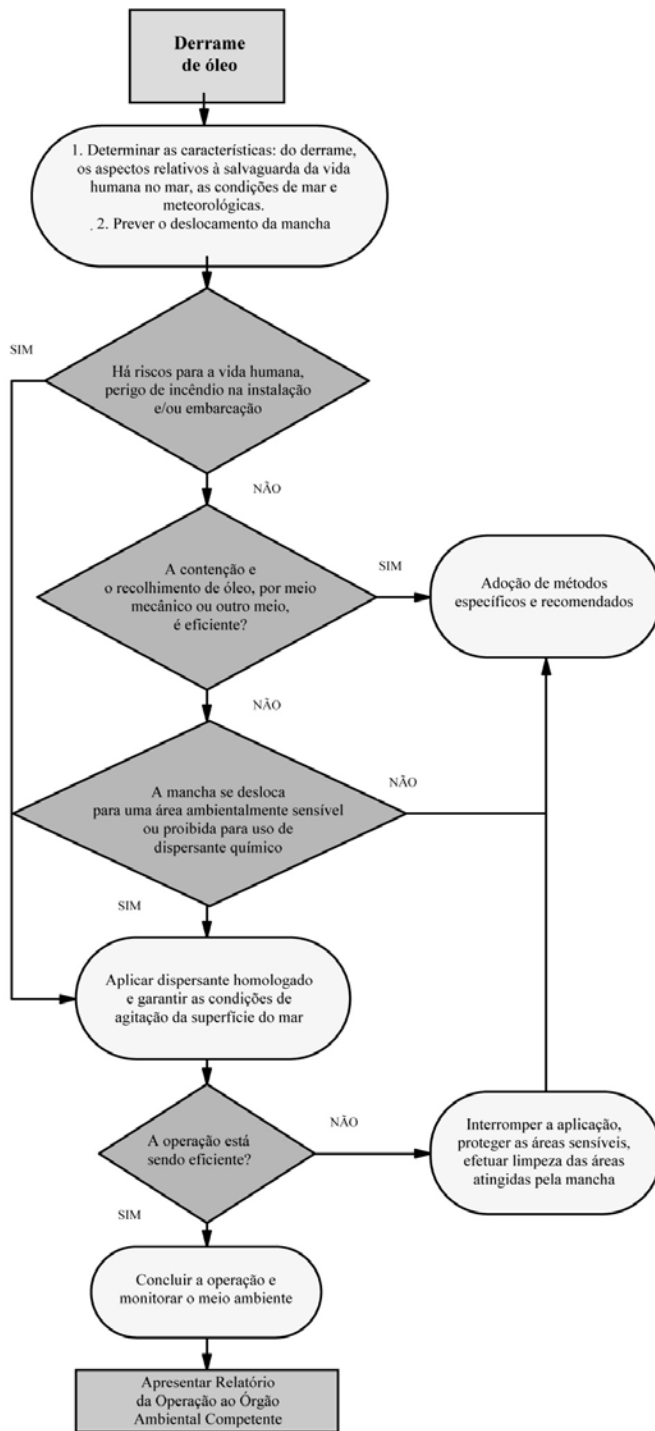 Derrame
de óleo
1. Determinar as características: do derrame,
os aspectos relativos à salvaguarda da vida
humana no mar, as condições de mar e
meteorológicas.
. 2. Prever o deslocamento da mancha
SIM
Há riscos para a vida humana,
perigo de incêndio na instalação
e/ou embarcação
NÃO
A contenção e
o recolhimento de óleo, por meio
mecânico ou outro meio,
é eficiente?
SIM
Adoção de métodos
específicos e recomendados
NÃO
A mancha se desloca
para uma área ambientalmente sensível
ou proibida para uso de
dispersante químico
NÃO
SIM
Aplicar dispersante homologado
e garantir as condições de
agitação da superfície do mar
A operação está
sendo eficiente?
NÃO
Interromper a aplicação,
proteger as áreas sensíveis,
efetuar limpeza das áreas
atingidas pela mancha
SIM
Concluir a operação e
monitorar o meio ambiente
Apresentar Relatório
da Operação ao Órgão
Ambiental Competente